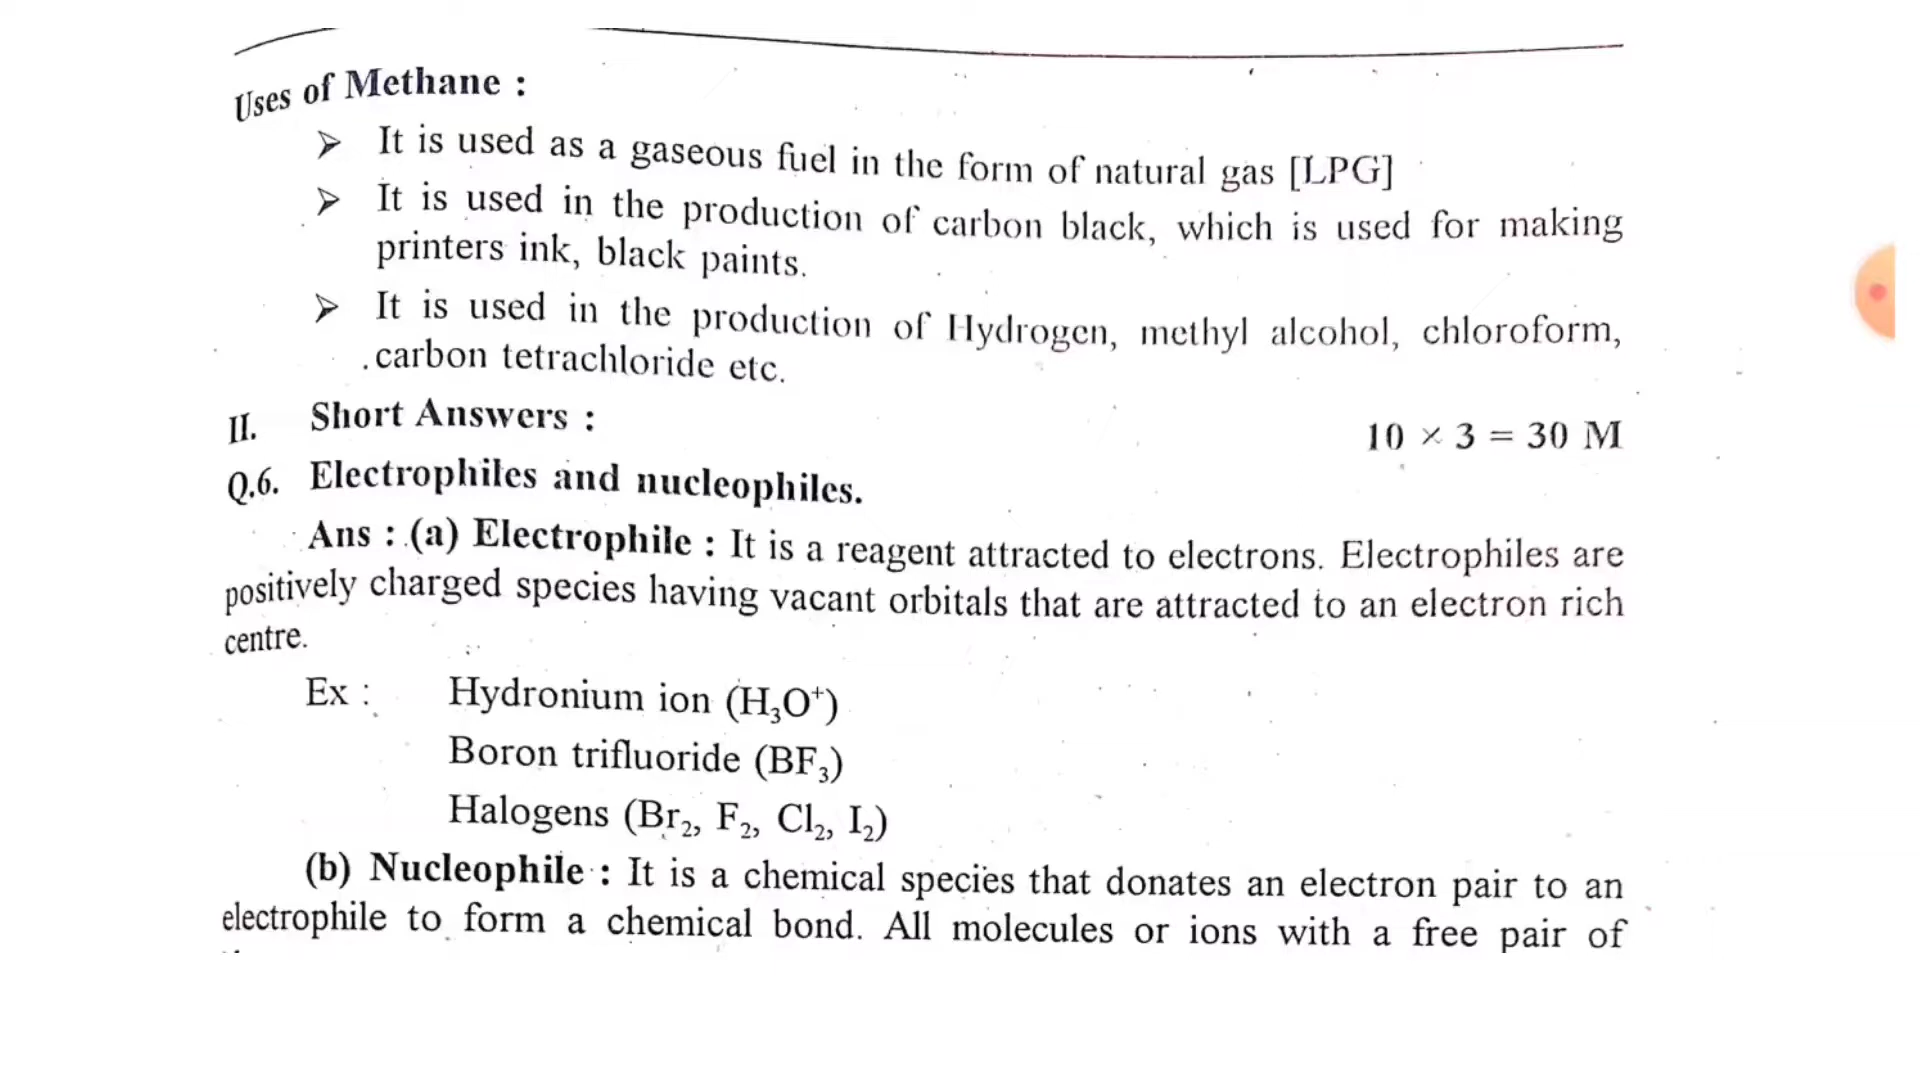 Uses of Methane :
➢ It is used as a gaseous fuel in the form of natural gas [LPG]
➢ It is used in the production of carbon black, which is used for making
printers ink, black paints.
➢ It is used in the production of Hydrogen, methyl alcohol, chloroform,
carbon tetrachloride etc.
II. Short Answers : 10 × 3 = 30 M
Q.6. Electrophiles and nucleophiles.
Ans : (a) Electrophile : It is a reagent attracted to electrons. Electrophiles are
positively charged species having vacant orbitals that are attracted to an electron rich
centre.
Ex : Hydronium ion (H₃O⁺)
Boron trifluoride (BF₃)
Halogens (Br₂, F₂, Cl₂, I₂)
(b) Nucleophile : It is a chemical species that donates an electron pair to an
electrophile to form a chemical bond. All molecules or ions with a free pair of